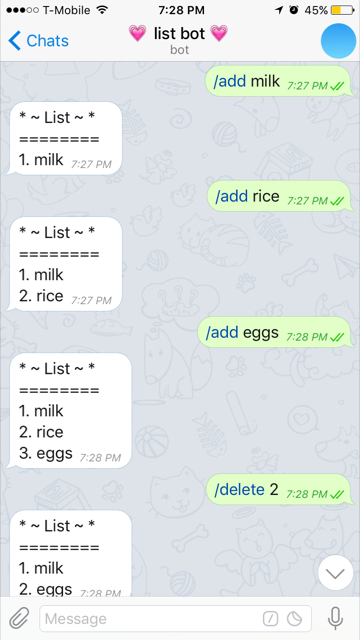 T-Mobile 7:28 PM 45%
Chats 💗 list bot 💗
bot
/add milk 7:27 PM
* ~ List ~ *
========
1. milk 7:27 PM
/add rice 7:27 PM
* ~ List ~ *
========
1. milk
2. rice 7:27 PM
/add eggs 7:28 PM
* ~ List ~ *
========
1. milk
2. rice
3. eggs 7:28 PM
/delete 2 7:28 PM
* ~ List ~ *
========
1. milk
2. eggs 7:28 PM
Message